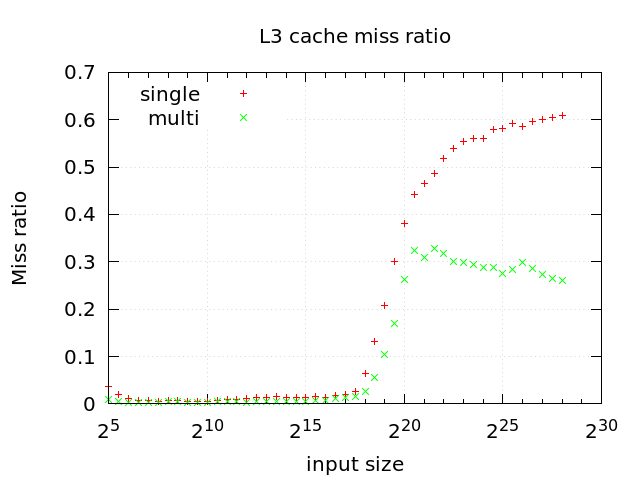 L3 cache miss ratio
0.7
single
multi
0.6
0.5
0.4
0.3
0.2
0.1
0
Miss ratio
2^5 2^10 2^15 2^20 2^25 2^30
input size